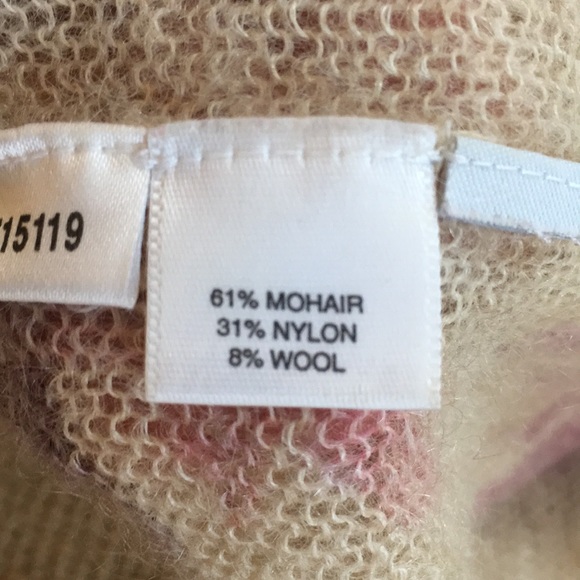 15119
61% MOHAIR
31% NYLON
8% WOOL